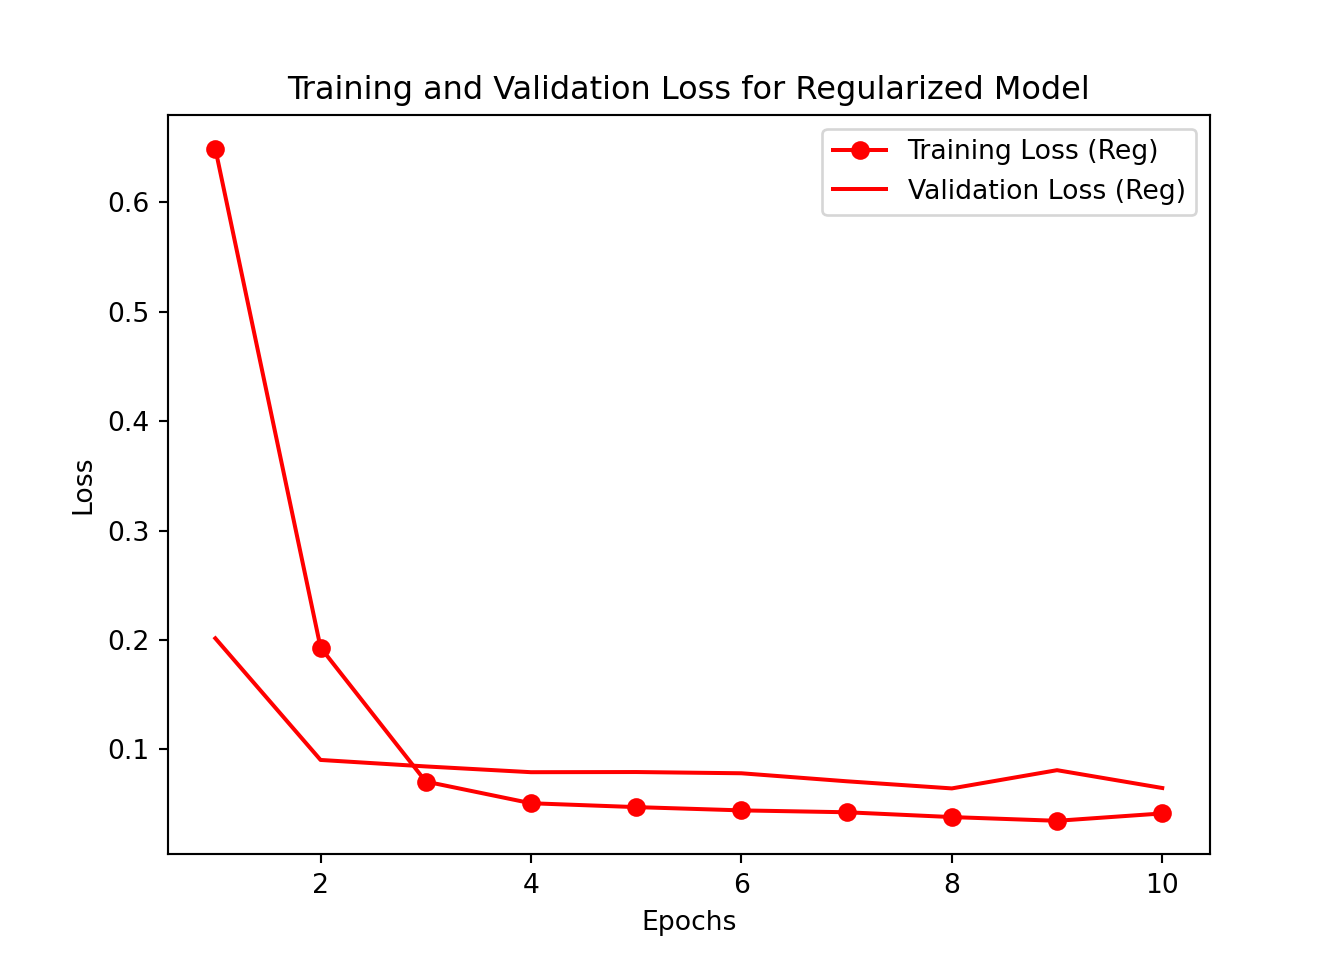 Training and Validation Loss for Regularized Model
Training Loss (Reg)
Validation Loss (Reg)
Loss
0.6
0.5
0.4
0.3
0.2
0.1
2 4 6 8 10
Epochs